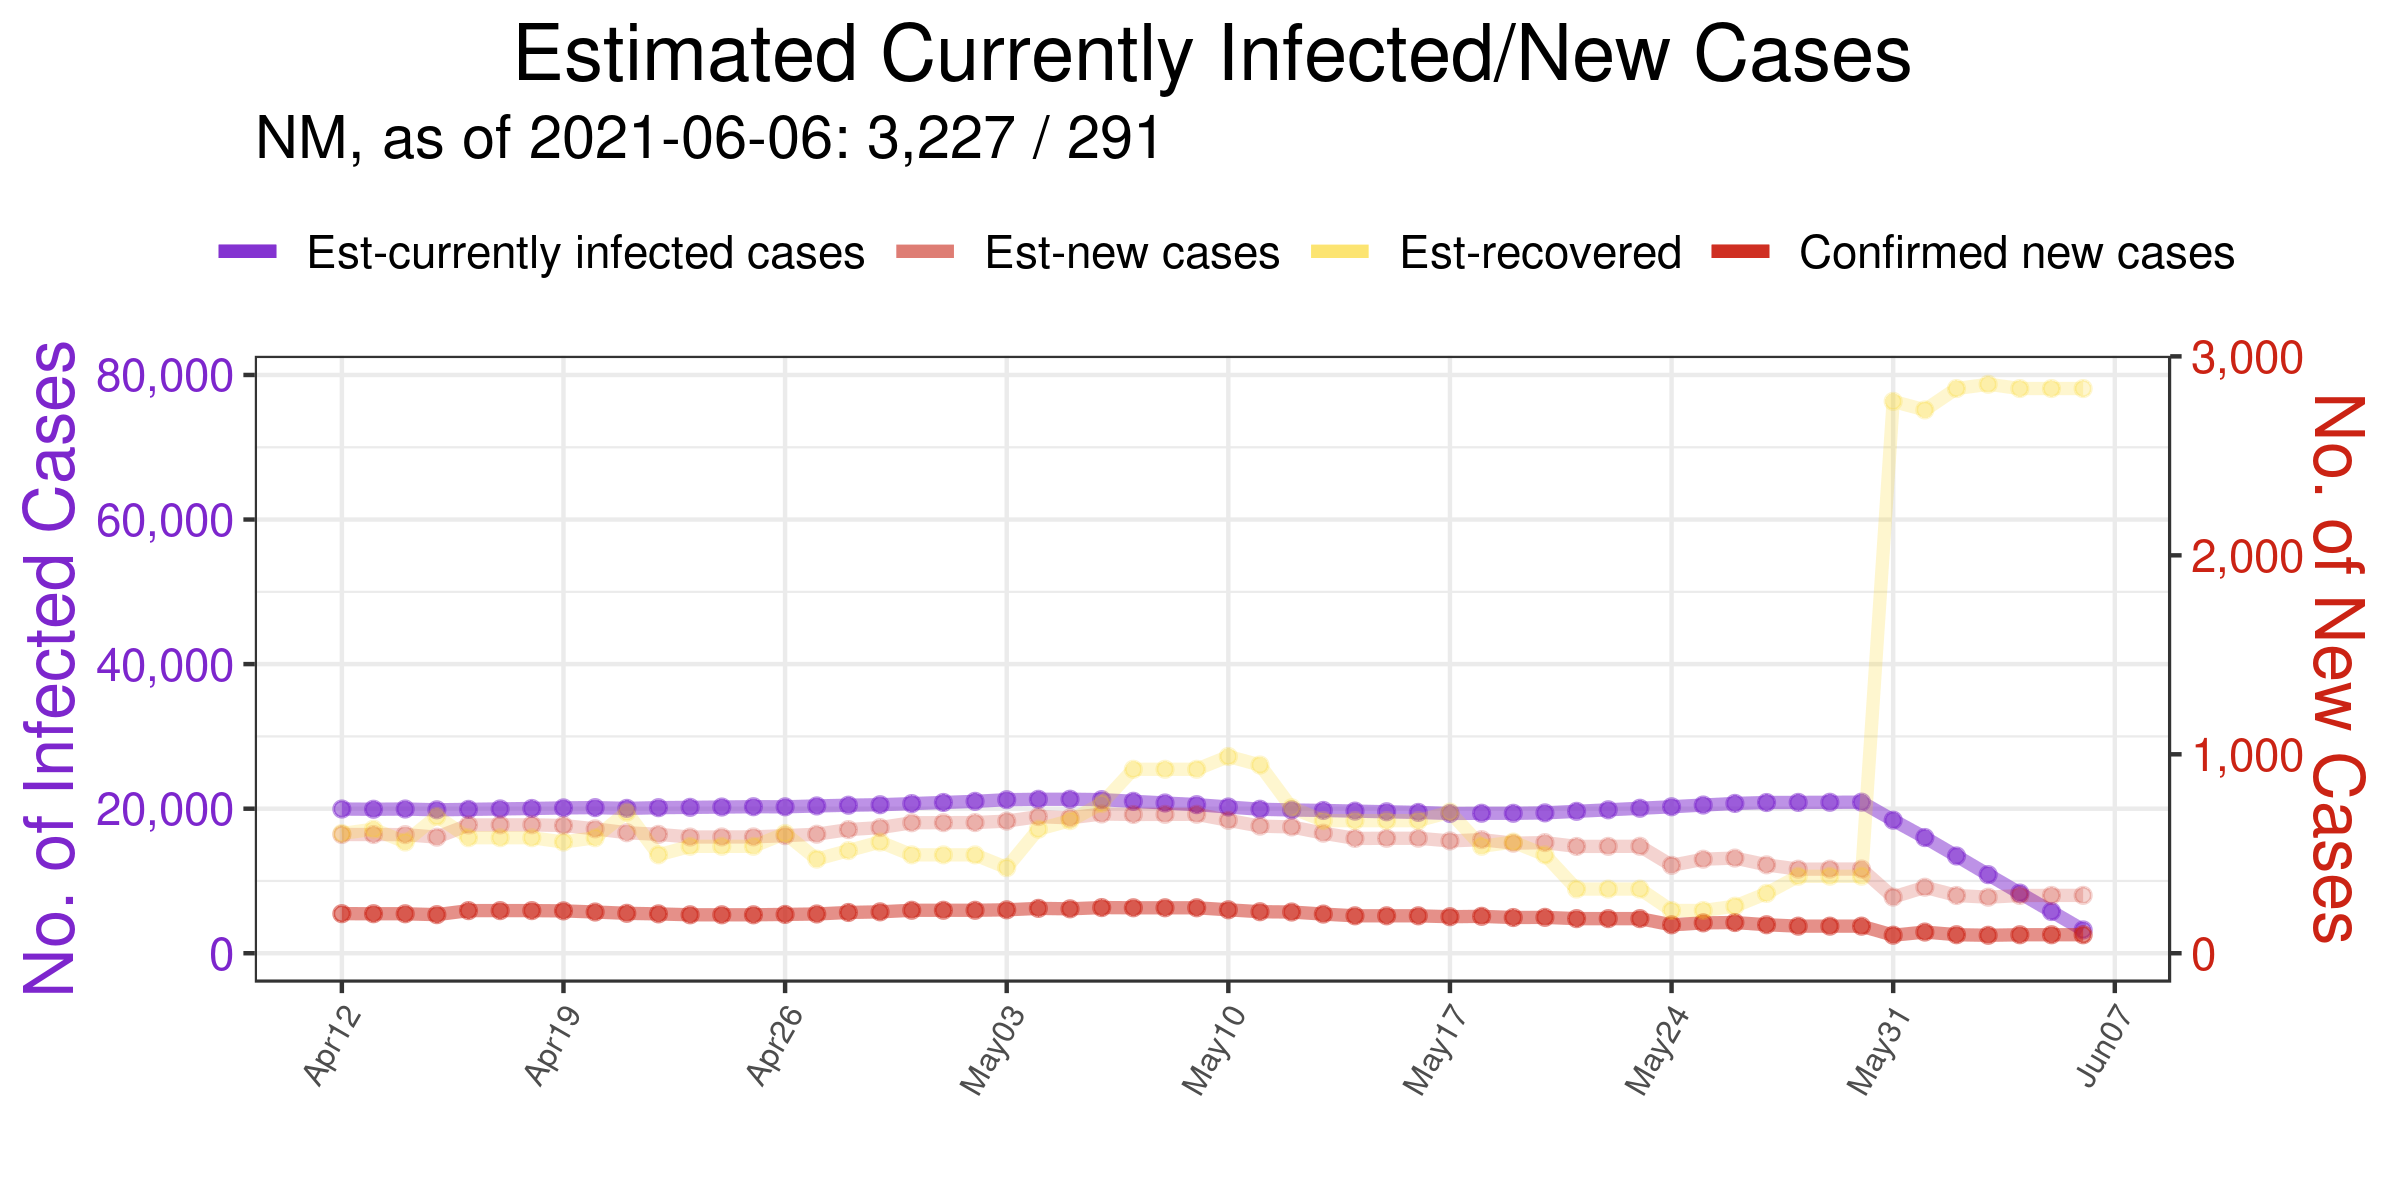 Estimated Currently Infected/New Cases
NM, as of 2021-06-06: 3,227 / 291
Est-currently infected cases Est-new cases Est-recovered Confirmed new cases
No. of Infected Cases
80,000
60,000
40,000
20,000
0
3,000
2,000
1,000
0
No. of New Cases
Apr12 Apr19 Apr26 May03 May10 May17 May24 May31 Jun07